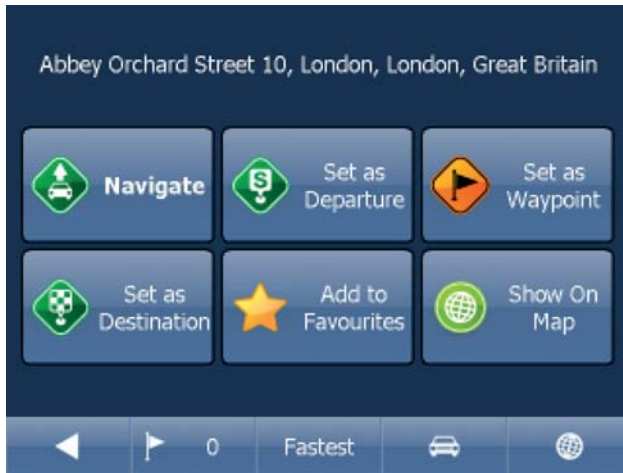 Abbey Orchard Street 10, London, London, Great Britain
Navigate
Set as
Departure
Set as
Waypoint
Set as
Destination
Add to
Favourites
Show On
Map
0
Fastest